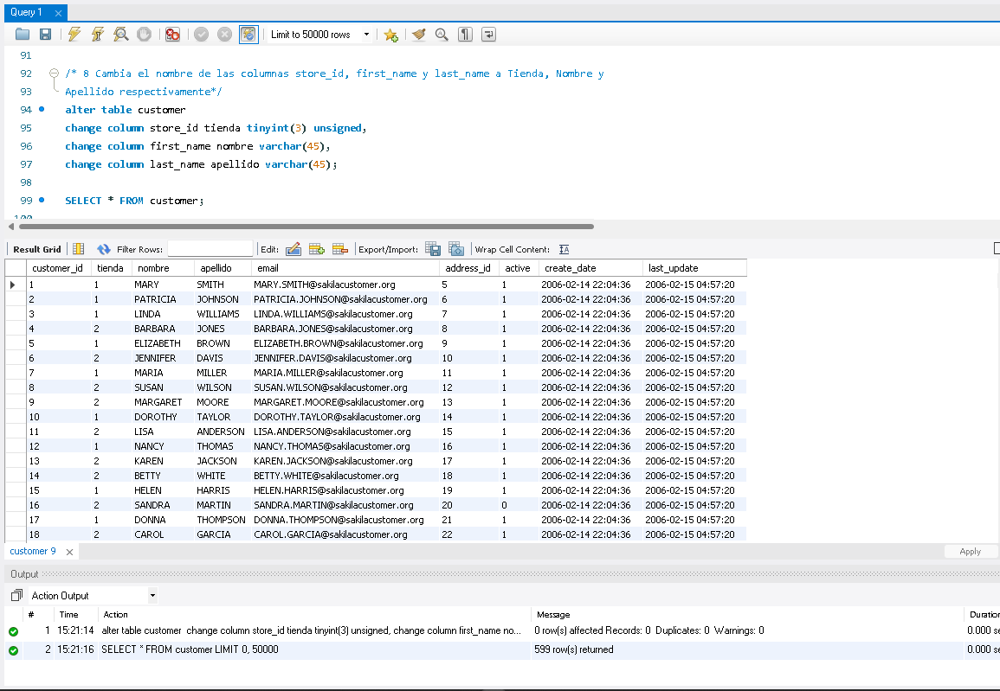 Query 1
Limit to 50000 rows
91
92 /* 8 Cambia el nombre de las columnas store_id, first_name y last_name a Tienda, Nombre y
93 Apellido respectivamente*/
94 alter table customer
95 change column store_id tienda tinyint(3) unsigned,
96 change column first_name nombre varchar(45),
97 change column last_name apellido varchar(45);
98
99 SELECT * FROM customer;
100
Result Grid Filter Rows: Edit: Export/Import: Wrap Cell Content:
customer_id tienda nombre apellido email address_id active create_date last_update
1 1 MARY SMITH MARY.SMITH@sakilacustomer.org 5 1 2006-02-14 22:04:36 2006-02-15 04:57:20
2 1 PATRICIA JOHNSON PATRICIA.JOHNSON@sakilacustomer.org 6 1 2006-02-14 22:04:36 2006-02-15 04:57:20
3 1 LINDA WILLIAMS LINDA.WILLIAMS@sakilacustomer.org 7 1 2006-02-14 22:04:36 2006-02-15 04:57:20
4 2 BARBARA JONES BARBARA.JONES@sakilacustomer.org 8 1 2006-02-14 22:04:36 2006-02-15 04:57:20
5 1 ELIZABETH BROWN ELIZABETH.BROWN@sakilacustomer.org 9 1 2006-02-14 22:04:36 2006-02-15 04:57:20
6 2 JENNIFER DAVIS JENNIFER.DAVIS@sakilacustomer.org 10 1 2006-02-14 22:04:36 2006-02-15 04:57:20
7 1 MARIA MILLER MARIA.MILLER@sakilacustomer.org 11 1 2006-02-14 22:04:36 2006-02-15 04:57:20
8 2 SUSAN WILSON SUSAN.WILSON@sakilacustomer.org 12 1 2006-02-14 22:04:36 2006-02-15 04:57:20
9 2 MARGARET MOORE MARGARET.MOORE@sakilacustomer.org 13 1 2006-02-14 22:04:36 2006-02-15 04:57:20
10 1 DOROTHY TAYLOR DOROTHY.TAYLOR@sakilacustomer.org 14 1 2006-02-14 22:04:36 2006-02-15 04:57:20
11 2 LISA ANDERSON LISA.ANDERSON@sakilacustomer.org 15 1 2006-02-14 22:04:36 2006-02-15 04:57:20
12 1 NANCY THOMAS NANCY.THOMAS@sakilacustomer.org 16 1 2006-02-14 22:04:36 2006-02-15 04:57:20
13 2 KAREN JACKSON KAREN.JACKSON@sakilacustomer.org 17 1 2006-02-14 22:04:36 2006-02-15 04:57:20
14 2 BETTY WHITE BETTY.WHITE@sakilacustomer.org 18 1 2006-02-14 22:04:36 2006-02-15 04:57:20
15 1 HELEN HARRIS HELEN.HARRIS@sakilacustomer.org 19 1 2006-02-14 22:04:36 2006-02-15 04:57:20
16 2 SANDRA MARTIN SANDRA.MARTIN@sakilacustomer.org 20 0 2006-02-14 22:04:36 2006-02-15 04:57:20
17 1 DONNA THOMPSON DONNA.THOMPSON@sakilacustomer.org 21 1 2006-02-14 22:04:36 2006-02-15 04:57:20
18 2 CAROL GARCIA CAROL.GARCIA@sakilacustomer.org 22 1 2006-02-14 22:04:36 2006-02-15 04:57:20
customer 9 Apply
Output
Action Output
# Time Action Message Duration
1 15:21:14 alter table customer change column store_id tienda tinyint(3) unsigned, change column first_name no... 0 row(s) affected Records: 0 Duplicates: 0 Warnings: 0 0.000 se
2 15:21:16 SELECT * FROM customer LIMIT 0, 50000 599 row(s) returned 0.000 se